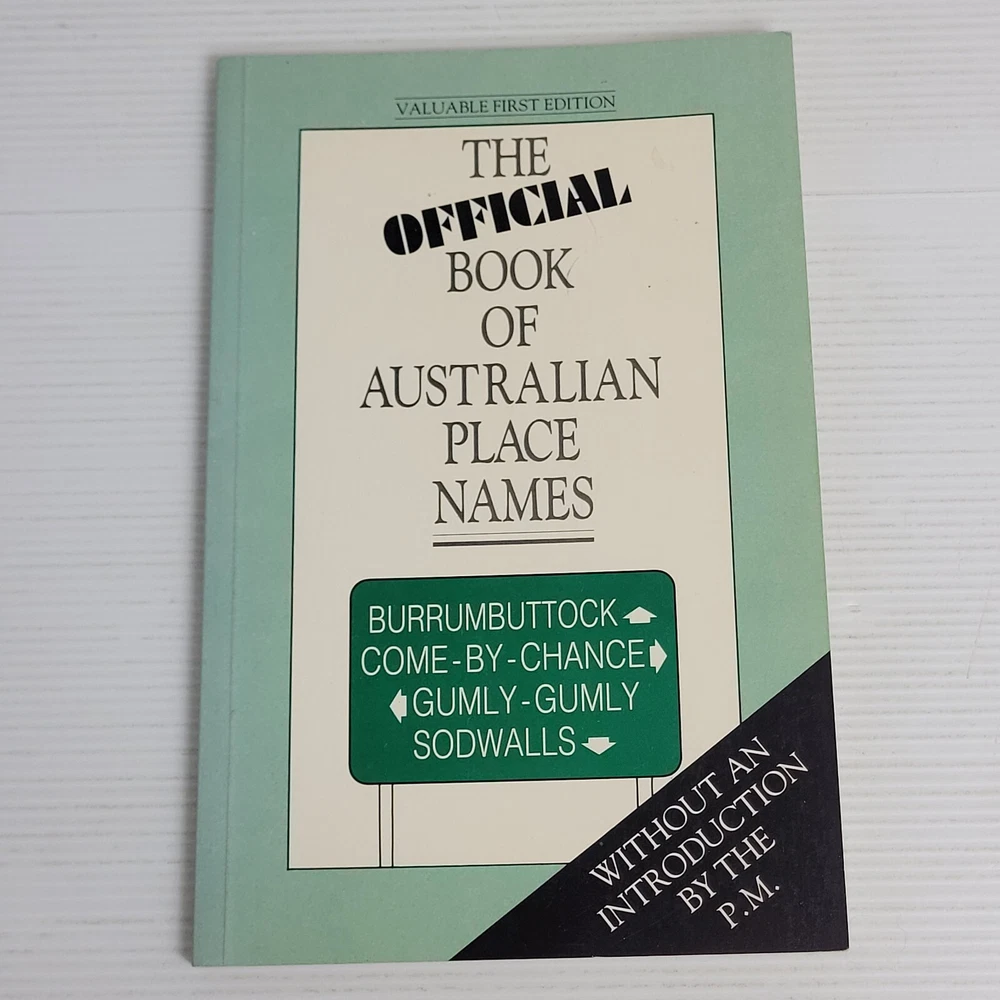 VALUABLE FIRST EDITION
THE
OFFICIAL
BOOK
OF
AUSTRALIAN
PLACE
NAMES
BURRUMBUTTOCK
COME-BY-CHANCE
GUMLY-GUMLY
SODWALLS
WITHOUT AN
INTRODUCTION
BY THE
P.M.